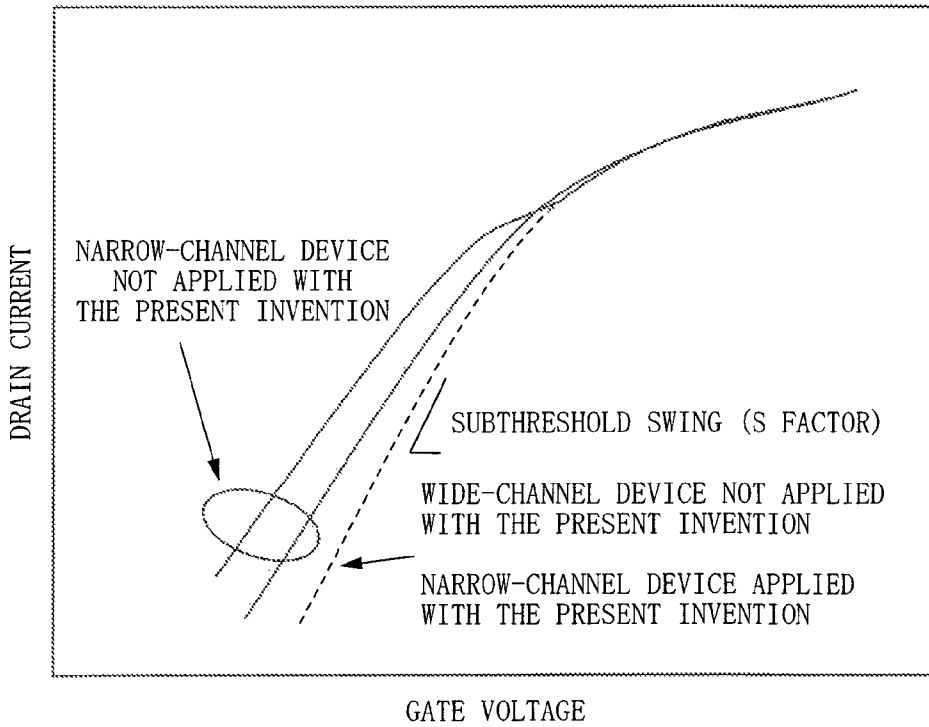 NARROW-CHANNEL DEVICE
NOT APPLIED WITH
THE PRESENT INVENTION
DRAIN CURRENT
SUBTHRESHOLD SWING (S FACTOR)
WIDE-CHANNEL DEVICE NOT APPLIED
WITH THE PRESENT INVENTION
NARROW-CHANNEL DEVICE APPLIED
WITH THE PRESENT INVENTION
GATE VOLTAGE